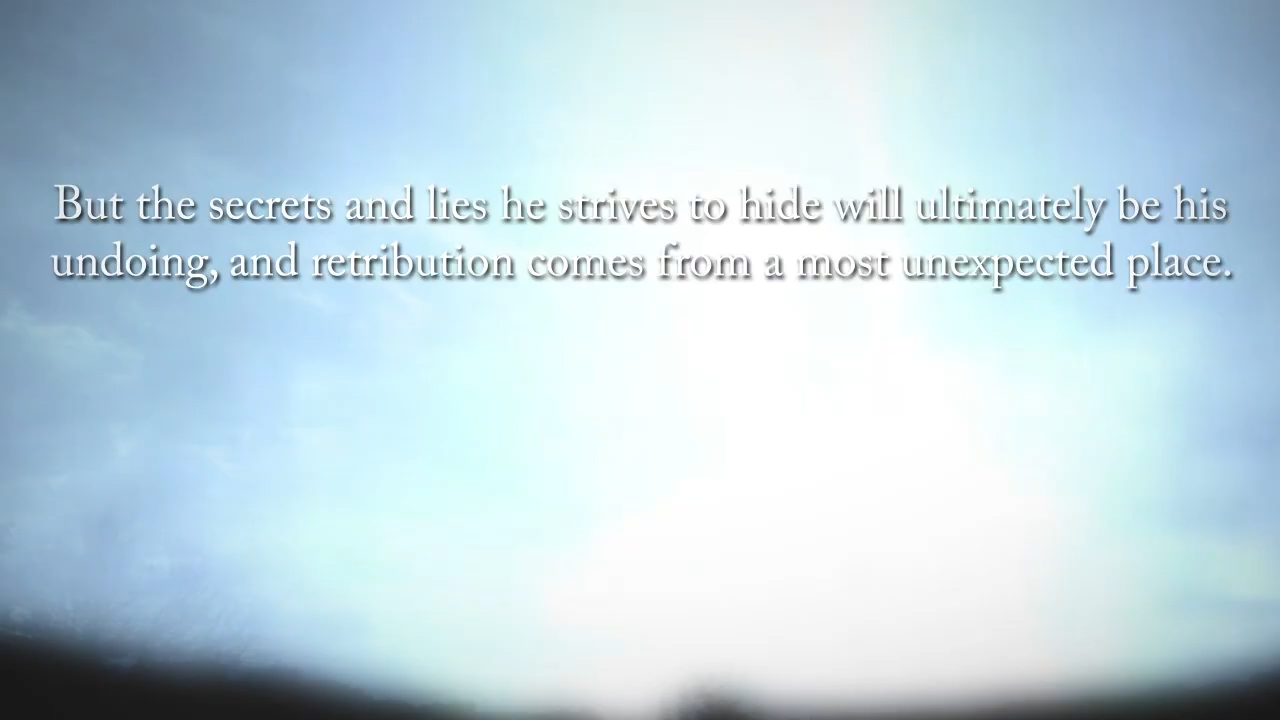 But the secrets and lies he strives to hide will ultimately be his
undoing, and retribution comes from a most unexpected place.